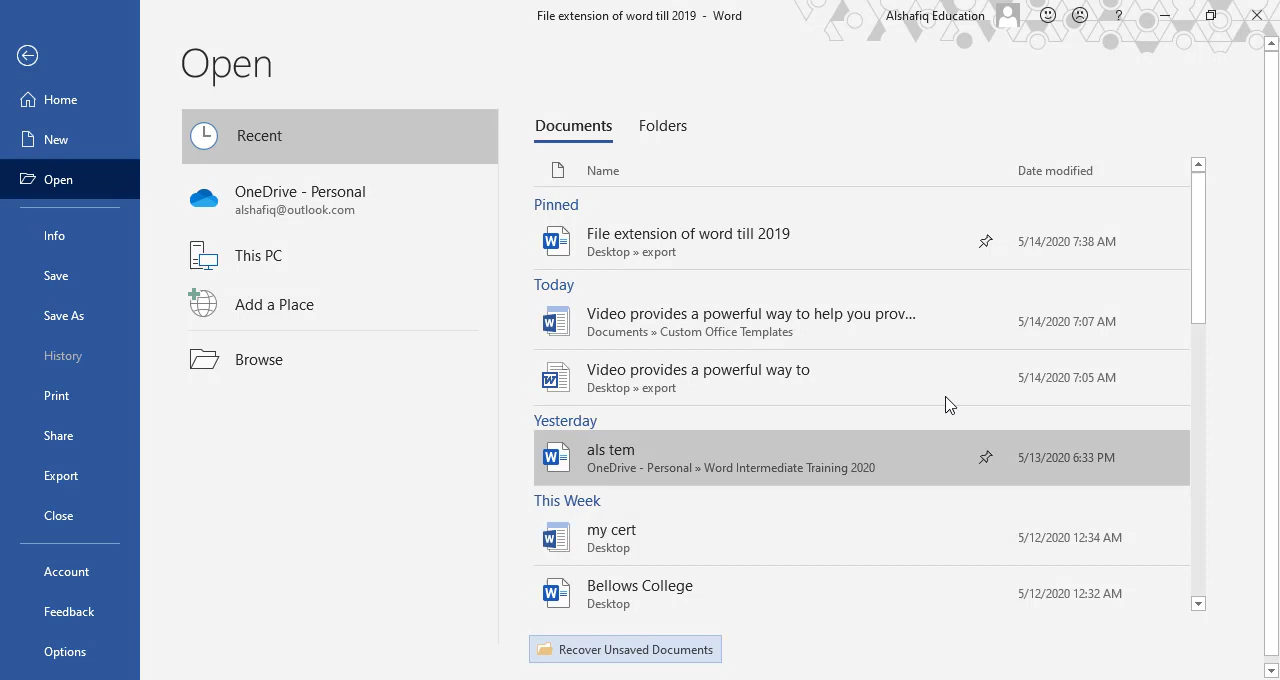 File extension of word till 2019 - Word
Alshafiq Education
?
Home
New
Open
Info
Save
Save As
History
Print
Share
Export
Close
Account
Feedback
Options
Open
Recent
OneDrive - Personal
alshafiq@outlook.com
This PC
Add a Place
Browse
Documents Folders
Name Date modified
Pinned
File extension of word till 2019
Desktop » export
5/14/2020 7:38 AM
Today
Video provides a powerful way to help you prov...
Documents » Custom Office Templates
5/14/2020 7:07 AM
Video provides a powerful way to
Desktop » export
5/14/2020 7:05 AM
Yesterday
als tem
OneDrive - Personal » Word Intermediate Training 2020
5/13/2020 6:33 PM
This Week
my cert
Desktop
5/12/2020 12:34 AM
Bellows College
Desktop
5/12/2020 12:32 AM
Recover Unsaved Documents